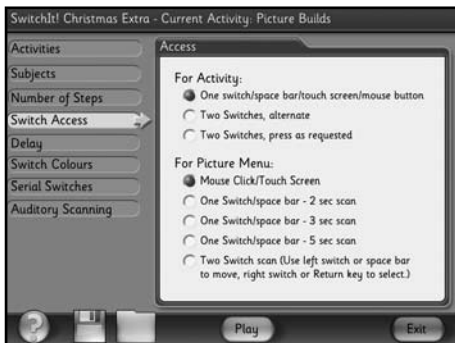 SwitchIt! Christmas Extra - Current Activity: Picture Builds
Activities
Subjects
Number of Steps
Switch Access
Delay
Switch Colours
Serial Switches
Auditory Scanning
Access
For Activity:
One switch/space bar/touch screen/mouse button
Two Switches, alternate
Two Switches, press as requested
For Picture Menu:
Mouse Click/Touch Screen
One Switch/space bar - 2 sec scan
One Switch/space bar - 3 sec scan
One Switch/space bar - 5 sec scan
Two Switch scan (Use left switch or space bar
to move, right switch or Return key to select.)
?
Play
Exit